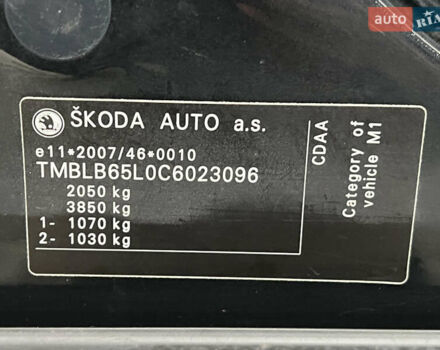 auto RIA
ŠKODA AUTO a.s.
e11*2007/46*0010
TMBLB65L0C6023096
2050 kg
3850 kg
1- 1070 kg
2- 1030 kg
CDAA
Category of
vehicle M1